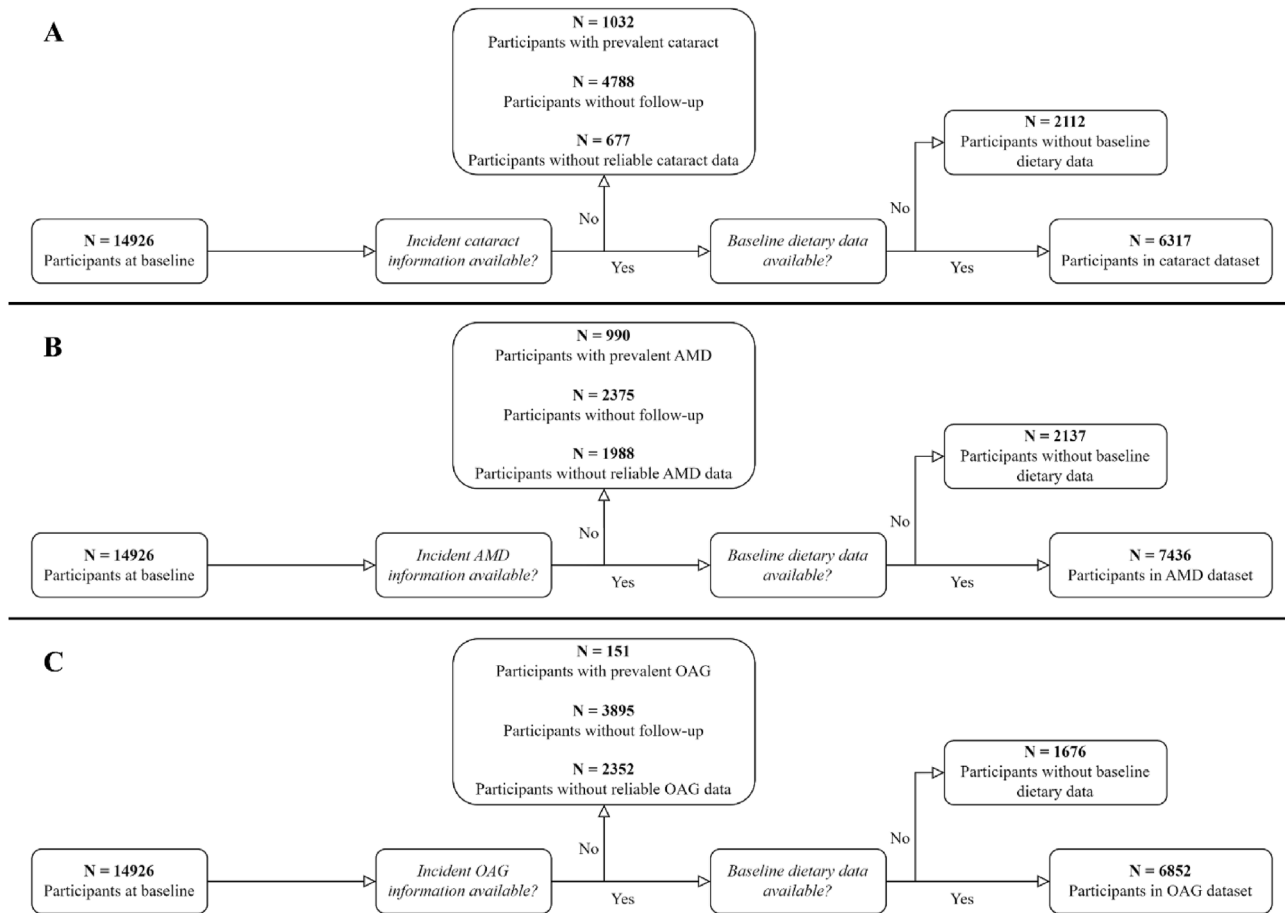 A
N = 1032
Participants with prevalent cataract
N = 4788
Participants without follow-up
N = 677
Participants without reliable cataract data
N = 2112
Participants without baseline
dietary data
No
No
N = 14926
Participants at baseline
Incident cataract
information available?
Yes
Baseline dietary data
available?
Yes
N = 6317
Participants in cataract dataset
B
N = 990
Participants with prevalent AMD
N = 2375
Participants without follow-up
N = 1988
Participants without reliable AMD data
N = 2137
Participants without baseline
dietary data
No
No
N = 14926
Participants at baseline
Incident AMD
information available?
Yes
Baseline dietary data
available?
Yes
N = 7436
Participants in AMD dataset
C
N = 151
Participants with prevalent OAG
N = 3895
Participants without follow-up
N = 2352
Participants without reliable OAG data
N = 1676
Participants without baseline
dietary data
No
No
N = 14926
Participants at baseline
Incident OAG
information available?
Yes
Baseline dietary data
available?
Yes
N = 6852
Participants in OAG dataset